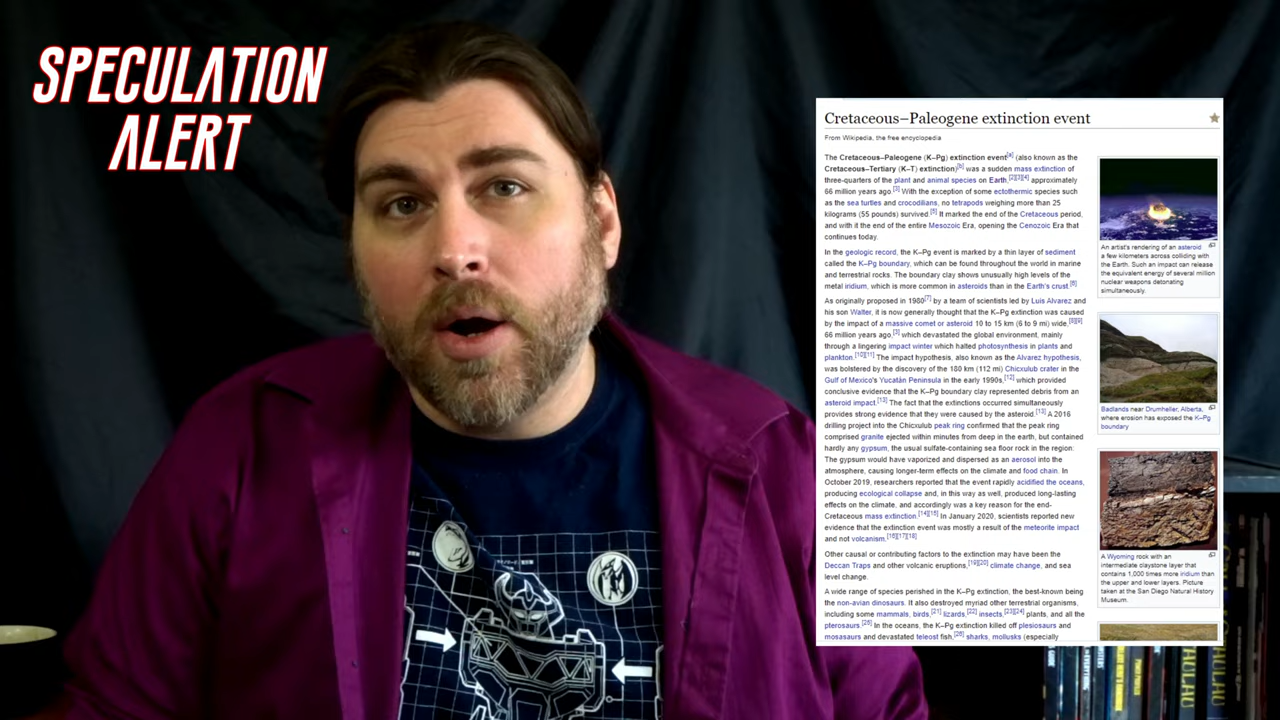 SPECULATION
ALERT
Cretaceous–Paleogene extinction event
From Wikipedia, the free encyclopedia
The Cretaceous–Paleogene (K–Pg) extinction event[a] (also known as the
Cretaceous–Tertiary (K–T) extinction)[b] was a sudden mass extinction of
three-quarters of the plant and animal species on Earth,[2][3][4] approximately
66 million years ago.[3] With the exception of some ectothermic species such
as the sea turtles and crocodilians, no tetrapods weighing more than 25
kilograms (55 pounds) survived.[5] It marked the end of the Cretaceous period,
and with it the end of the entire Mesozoic Era, opening the Cenozoic Era that
continues today.
In the geologic record, the K–Pg event is marked by a thin layer of sediment
called the K–Pg boundary, which can be found throughout the world in marine
and terrestrial rocks. The boundary clay shows unusually high levels of the
metal iridium, which is more common in asteroids than in the Earth's crust.[6]
As originally proposed in 1980[7] by a team of scientists led by Luis Alvarez and
his son Walter, it is now generally thought that the K–Pg extinction was caused
by the impact of a massive comet or asteroid 10 to 15 km (6 to 9 mi) wide,[8][9]
66 million years ago,[3] which devastated the global environment, mainly
through a lingering impact winter which halted photosynthesis in plants and
plankton.[10][11] The impact hypothesis, also known as the Alvarez hypothesis,
was bolstered by the discovery of the 180 km (112 mi) Chicxulub crater in the
Gulf of Mexico's Yucatán Peninsula in the early 1990s,[12] which provided
conclusive evidence that the K–Pg boundary clay represented debris from an
asteroid impact.[13] The fact that the extinctions occurred simultaneously
provides strong evidence that they were caused by the asteroid.[13] A 2016
drilling project into the Chicxulub peak ring confirmed that the peak ring
comprised granite ejected within minutes from deep in the earth, but contained
hardly any gypsum, the usual sulfate-containing sea floor rock in the region:
The gypsum would have vaporized and dispersed as an aerosol into the
atmosphere, causing longer-term effects on the climate and food chain. In
October 2019, researchers reported that the event rapidly acidified the oceans,
producing ecological collapse and, in this way as well, produced long-lasting
effects on the climate, and accordingly was a key reason for the end-
Cretaceous mass extinction.[14][15] In January 2020, scientists reported new
evidence that the extinction event was mostly a result of the meteorite impact
and not volcanism.[16][17][18]
Other causal or contributing factors to the extinction may have been the
Deccan Traps and other volcanic eruptions,[19][20] climate change, and sea
level change.
A wide range of species perished in the K–Pg extinction, the best-known being
the non-avian dinosaurs. It also destroyed myriad other terrestrial organisms,
including some mammals, birds,[21] lizards,[22] insects,[23][24] plants, and all the
pterosaurs.[25] In the oceans, the K–Pg extinction killed off plesiosaurs and
mosasaurs and devastated teleost fish,[26] sharks, mollusks (especially
An artist's rendering of an asteroid
a few kilometers across colliding with
the Earth. Such an impact can release
the equivalent energy of several million
nuclear weapons detonating
simultaneously.
Badlands near Drumheller, Alberta,
where erosion has exposed the K–Pg
boundary
A Wyoming rock with an
intermediate claystone layer that
contains 1,000 times more iridium than
the upper and lower layers. Picture
taken at the San Diego Natural History
Museum.